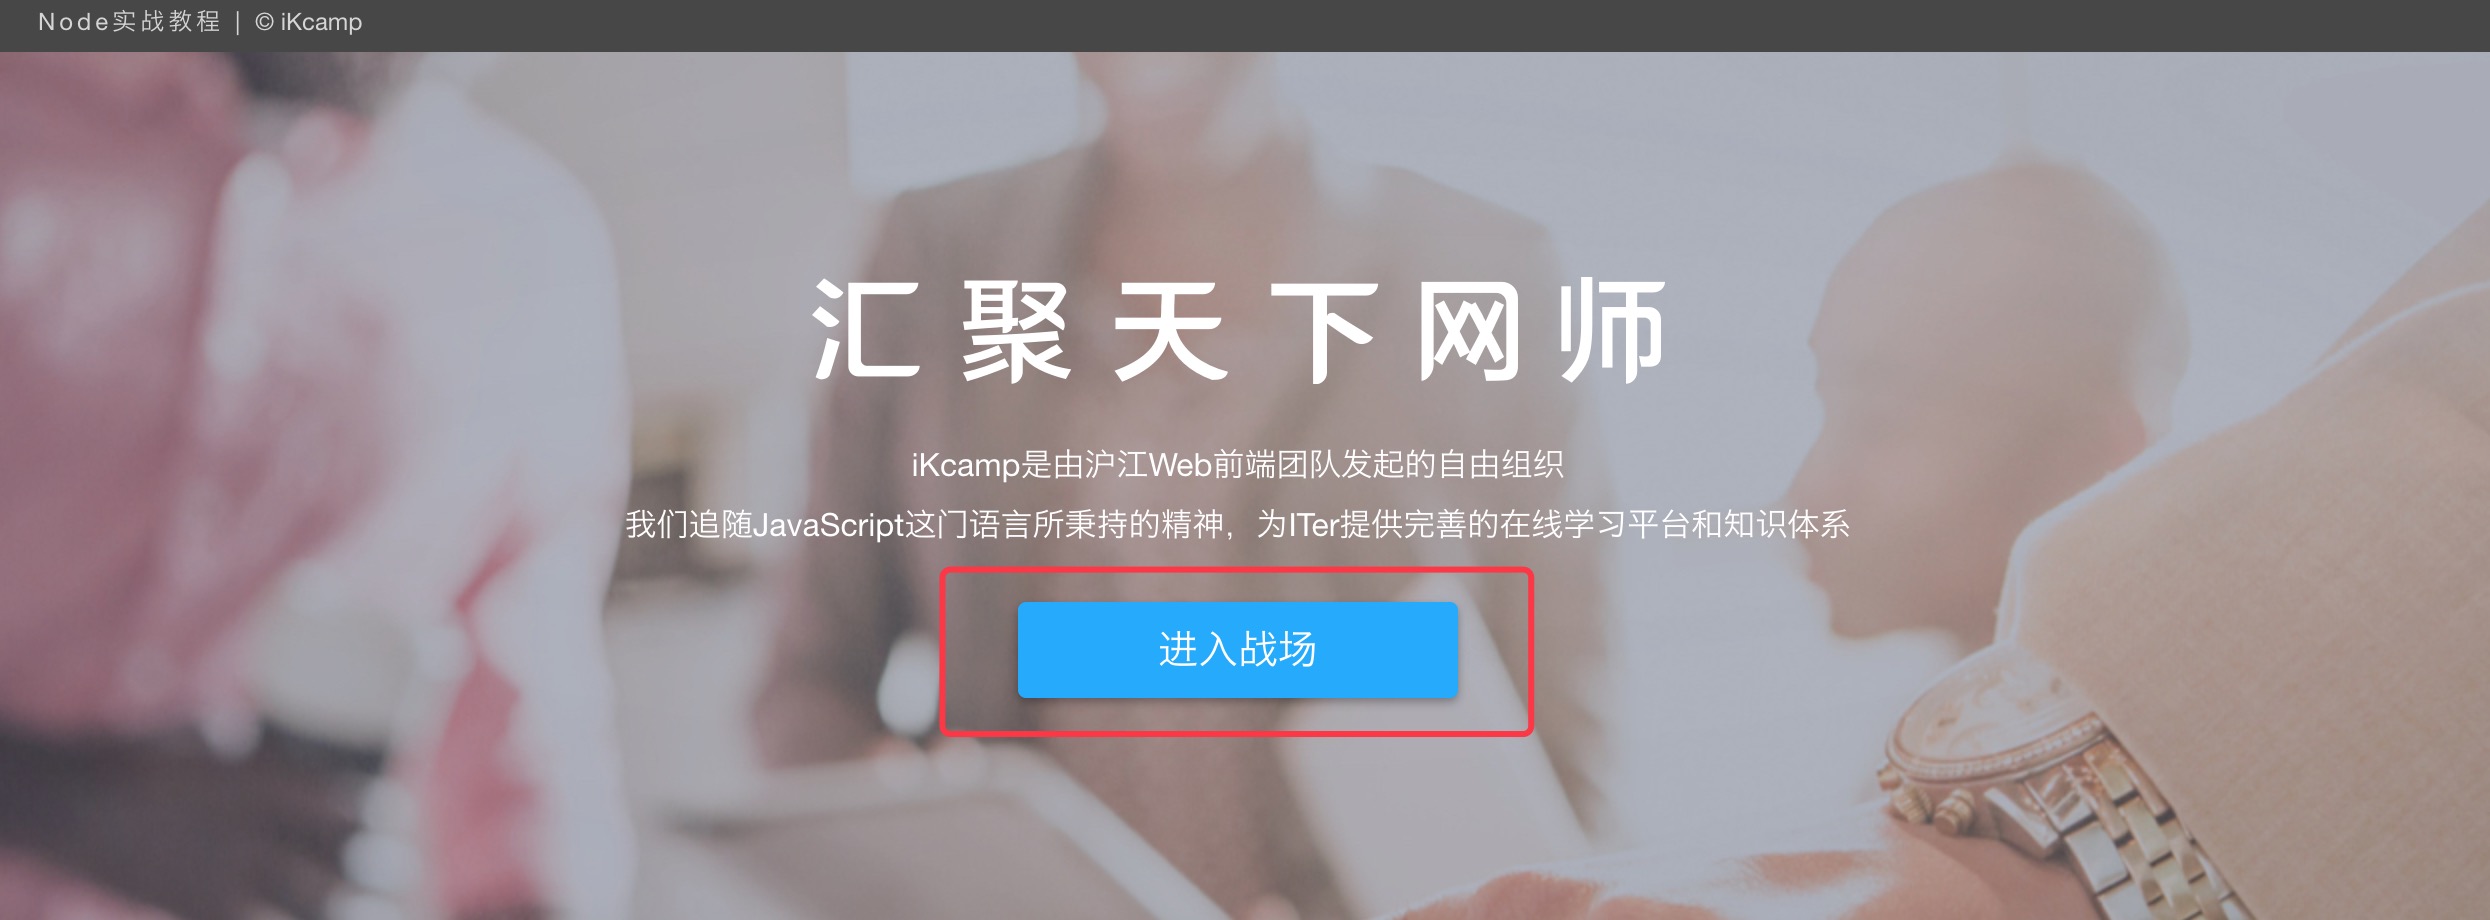 Node实战教程 | © iKcamp
汇聚天下网师
iKcamp是由沪江Web前端团队发起的自由组织
我们追随JavaScript这门语言所秉持的精神，为ITer提供完善的在线学习平台和知识体系
进入战场